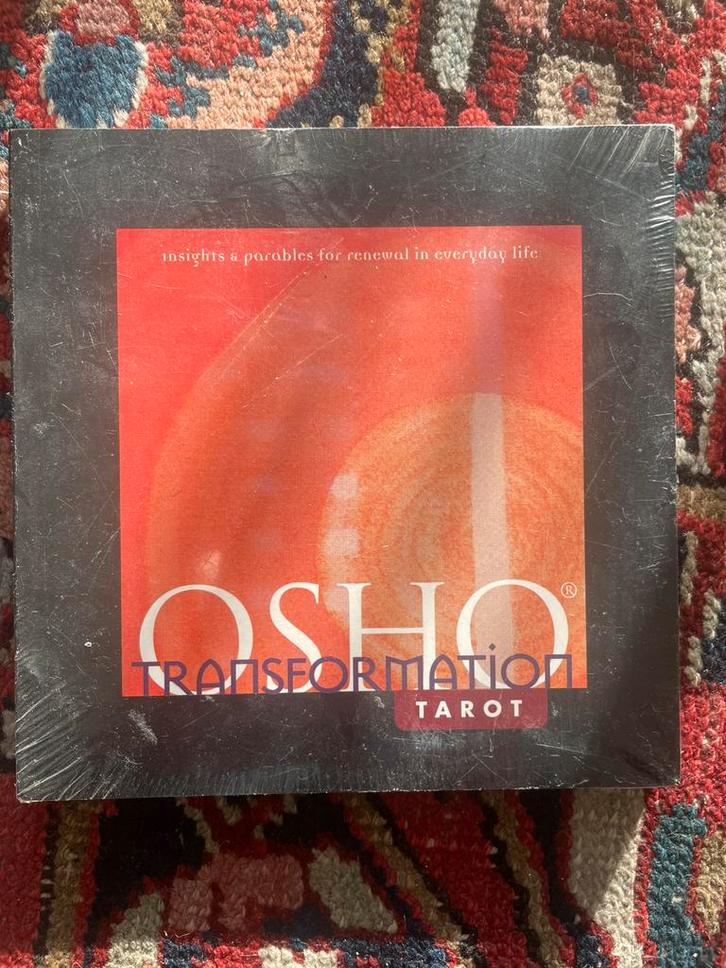 insights & parables for renewal in everyday life
OSHO®
TRANSFORMATION
TAROT